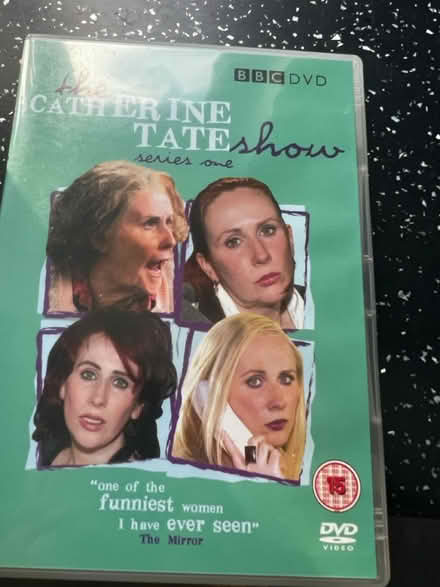 BBC DVD
the
CATHERINE
TATE show
series one
15
"one of the
funniest women
I have ever seen"
The Mirror
DVD
VIDEO